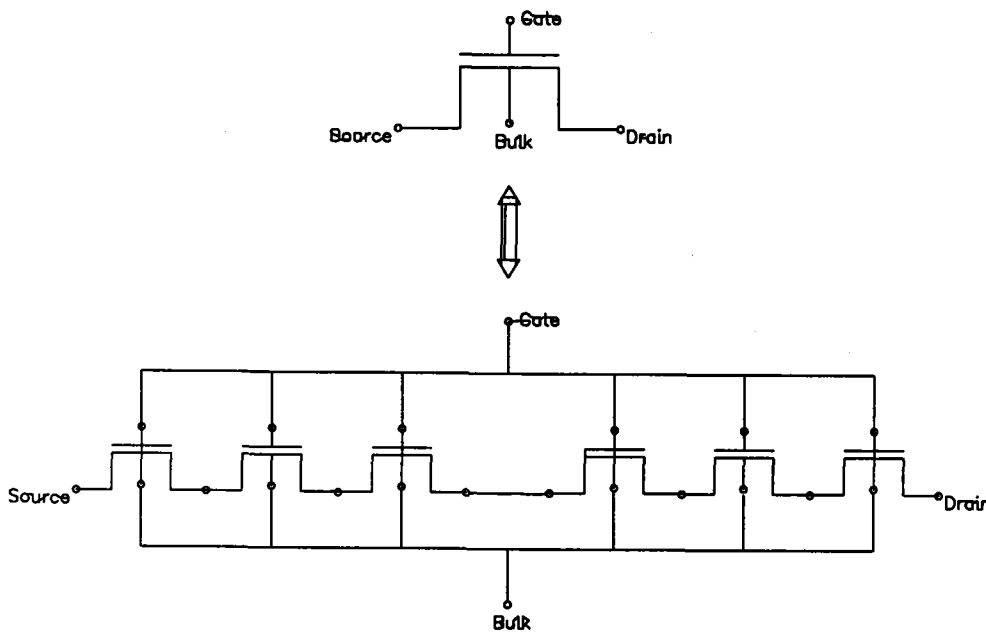 Gate
Source
Bulk
Drain
Gate
Source
Drain
Bulk